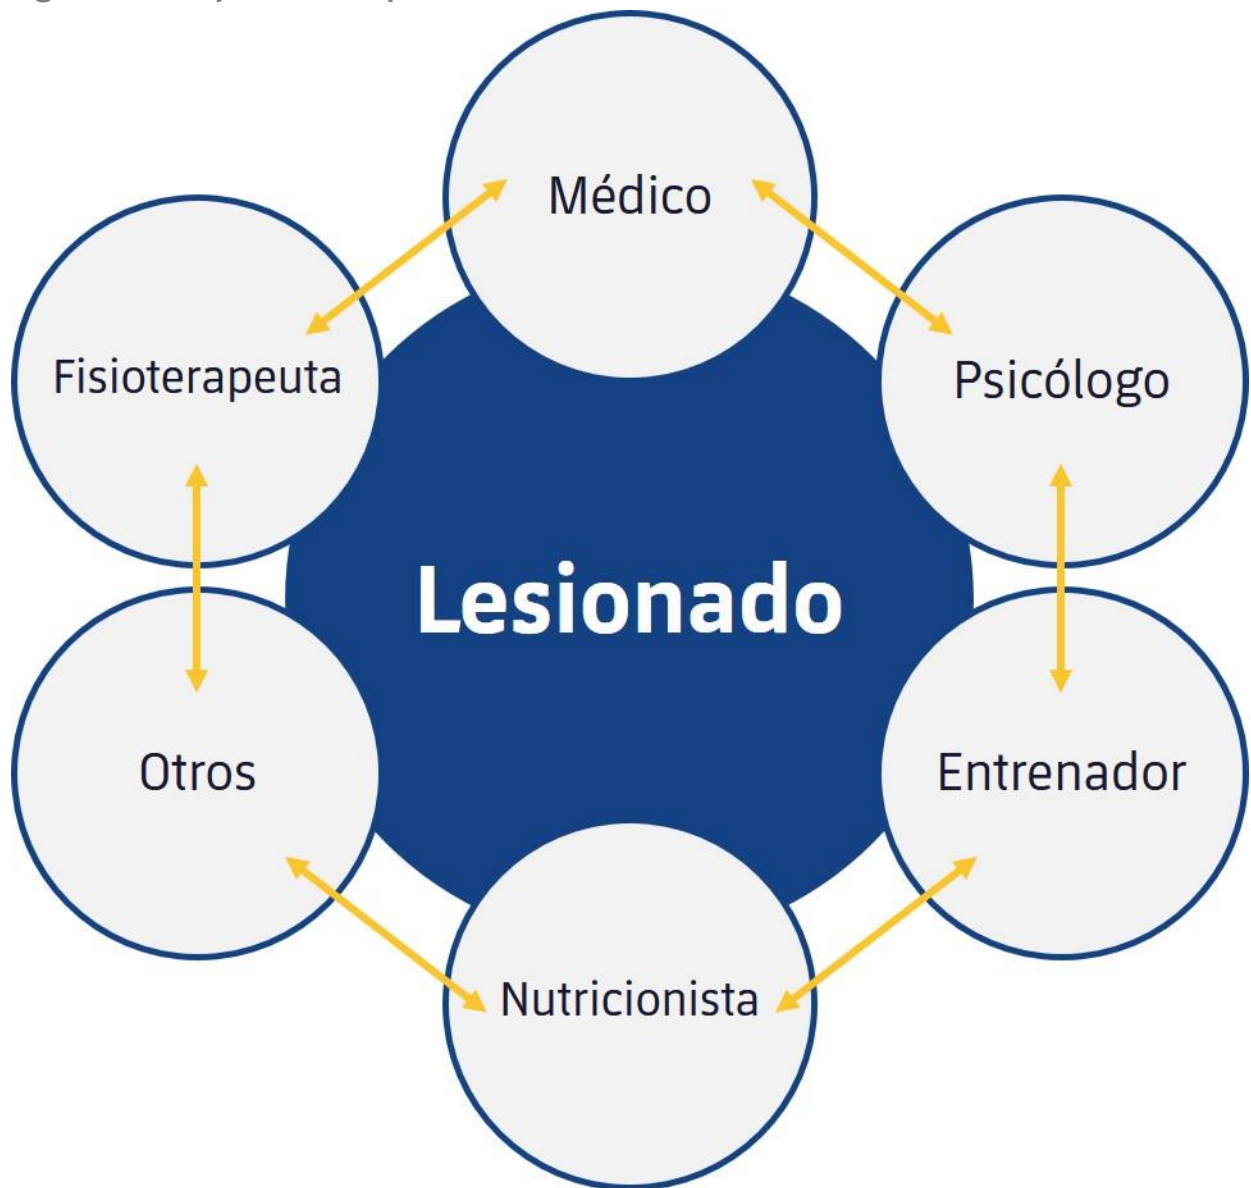 Médico
Fisioterapeuta
Psicólogo
Lesionado
Otros
Entrenador
Nutricionista